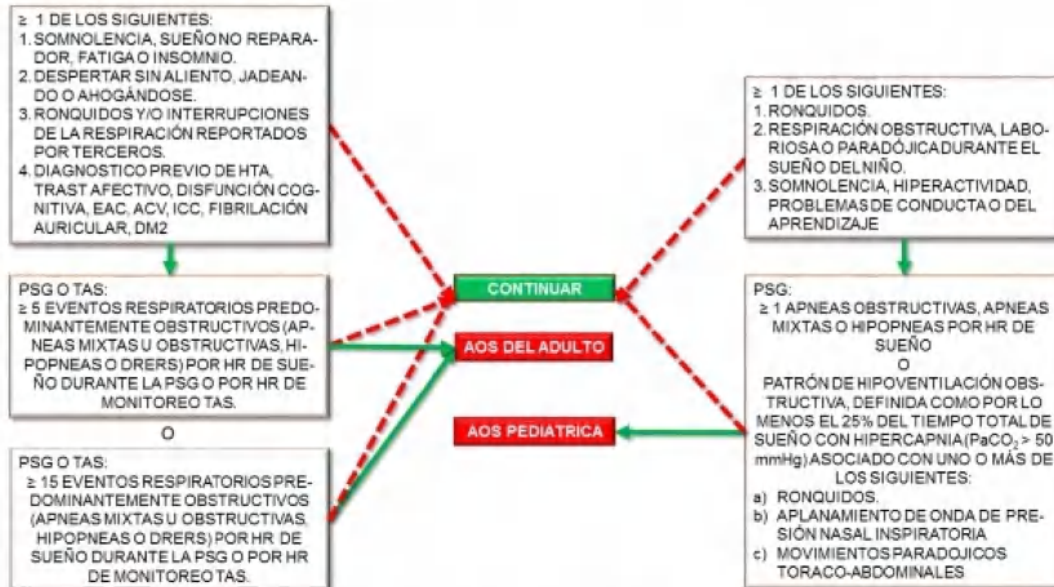 ≥ 1 DE LOS SIGUIENTES:
1. SOMNOLENCIA, SUEÑO NO REPARA-
DOR, FATIGA O INSOMNIO.
2. DESPERTAR SIN ALIENTO, JADEAN-
DO O AHOGÁNDOSE.
3. RONQUIDOS Y/O INTERRUPCIONES
DE LA RESPIRACIÓN REPORTADOS
POR TERCEROS.
4. DIAGNOSTICO PREVIO DE HTA,
TRAST AFECTIVO, DISFUNCIÓN COG-
NITIVA, EAC, ACV, ICC, FIBRILACIÓN
AURICULAR, DM2
PSG O TAS:
≥ 5 EVENTOS RESPIRATORIOS PREDO-
MINANTEMENTE OBSTRUCTIVOS (AP-
NEAS MIXTAS U OBSTRUCTIVAS, HI-
POPNEAS O DRERS) POR HR DE SUE-
ÑO DURANTE LA PSG O POR HR DE
MONITOREO TAS.
O
PSG O TAS:
≥ 15 EVENTOS RESPIRATORIOS PRE-
DOMINANTEMENTE OBSTRUCTIVOS
(APNEAS MIXTAS U OBSTRUCTIVAS,
HIPOPNEAS O DRERS) POR HR DE
SUEÑO DURANTE LA PSG O POR HR
DE MONITOREO TAS.
CONTINUAR
AOS DEL ADULTO
AOS PEDIATRICA
≥ 1 DE LOS SIGUIENTES:
1. RONQUIDOS.
2. RESPIRACIÓN OBSTRUCTIVA, LABO-
RIOSA O PARADÓJICA DURANTE EL
SUEÑO DEL NIÑO.
3. SOMNOLENCIA, HIPERACTIVIDAD,
PROBLEMAS DE CONDUCTA O DEL
APRENDIZAJE
PSG:
≥ 1 APNEAS OBSTRUCTIVAS, APNEAS
MIXTAS O HIPOPNEAS POR HR DE
SUEÑO
O
PATRÓN DE HIPOVENTILACIÓN OBS-
TRUCTIVA, DEFINIDA COMO POR LO
MENOS EL 25% DEL TIEMPO TOTAL DE
SUEÑO CON HIPERCAPNIA (PaCO₂ > 50
mmHg) ASOCIADO CON UNO O MÁS DE
LOS SIGUIENTES:
a) RONQUIDOS.
b) APLANAMIENTO DE ONDA DE PRE-
SIÓN NASAL INSPIRATORIA
c) MOVIMIENTOS PARADOJICOS
TORACO-ABDOMINALES